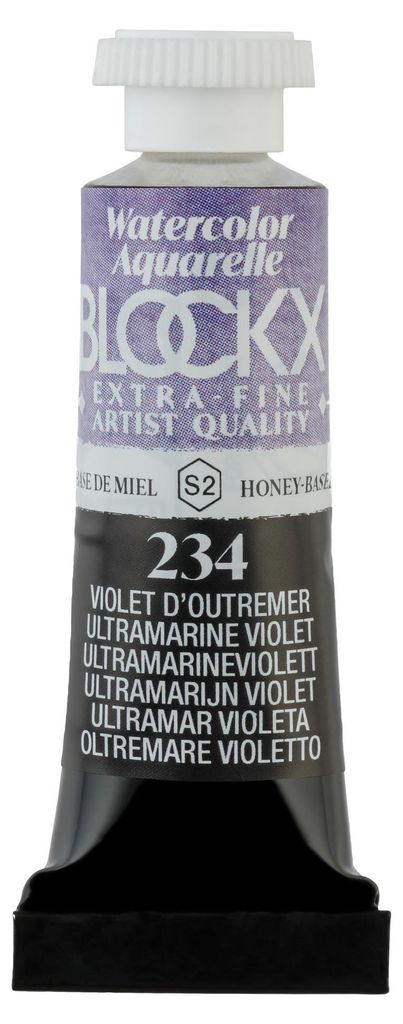 Watercolor
Aquarelle
BLOCKX
EXTRA-FINE
ARTIST QUALITY
DE MIEL S2 HONEY-BASE
234
VIOLET D'OUTREMER
ULTRAMARINE VIOLET
ULTRAMARINEVIOLETT
ULTRAMARIJN VIOLET
ULTRAMAR VIOLETA
OLTREMARE VIOLETTO